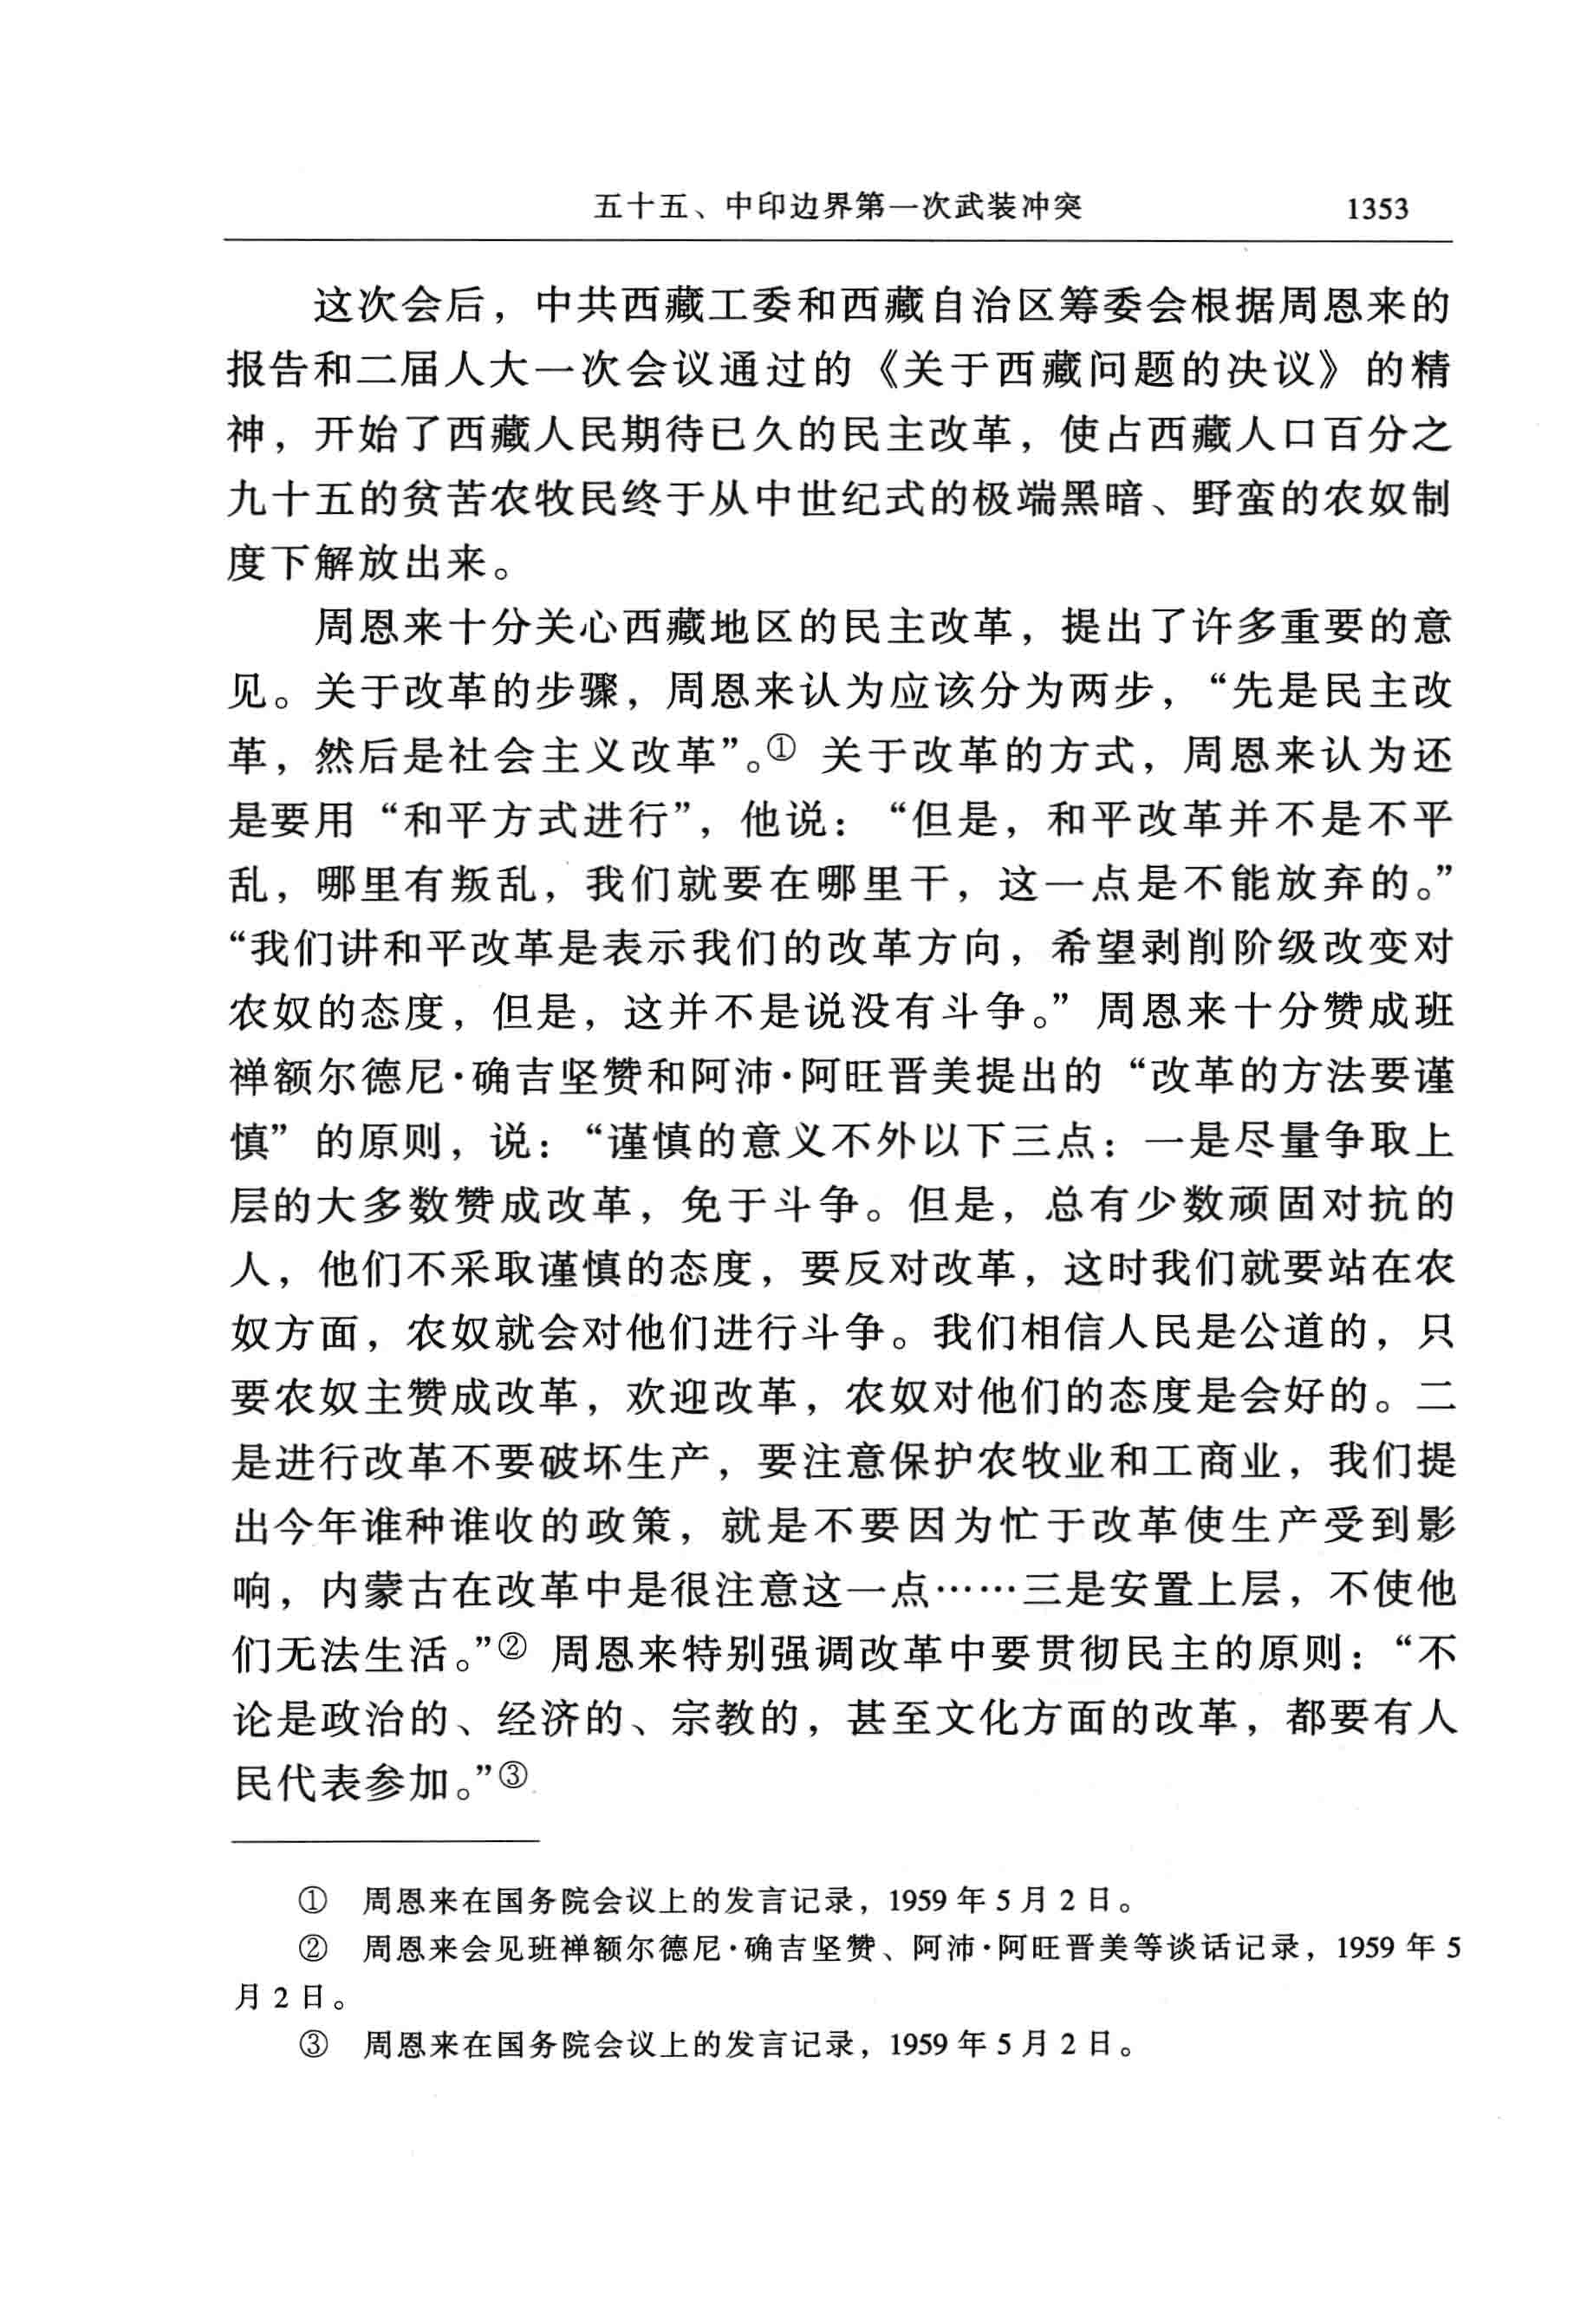 五十五、中印边界第一次武装冲突 1353
这次会后，中共西藏工委和西藏自治区筹委会根据周恩来的
报告和二届人大一次会议通过的《关于西藏问题的决议》的精
神，开始了西藏人民期待已久的民主改革，使占西藏人口百分之
九十五的贫苦农牧民终于从中世纪式的极端黑暗、野蛮的农奴制
度下解放出来。
周恩来十分关心西藏地区的民主改革，提出了许多重要的意
见。关于改革的步骤，周恩来认为应该分为两步，“先是民主改
革，然后是社会主义改革”。① 关于改革的方式，周恩来认为还
是要用“和平方式进行”，他说：“但是，和平改革并不是不平
乱，哪里有叛乱，我们就要在哪里干，这一点是不能放弃的。”
“我们讲和平改革是表示我们的改革方向，希望剥削阶级改变对
农奴的态度，但是，这并不是说没有斗争。”周恩来十分赞成班
禅额尔德尼·确吉坚赞和阿沛·阿旺晋美提出的“改革的方法要谨
慎”的原则，说：“谨慎的意义不外以下三点：一是尽量争取上
层的大多数赞成改革，免于斗争。但是，总有少数顽固对抗的
人，他们不采取谨慎的态度，要反对改革，这时我们就要站在农
奴方面，农奴就会对他们进行斗争。我们相信人民是公道的，只
要农奴主赞成改革，欢迎改革，农奴对他们的态度是会好的。二
是进行改革不要破坏生产，要注意保护农牧业和工商业，我们提
出今年谁种谁收的政策，就是不要因为忙于改革使生产受到影
响，内蒙古在改革中是很注意这一点……三是安置上层，不使他
们无法生活。”② 周恩来特别强调改革中要贯彻民主的原则：“不
论是政治的、经济的、宗教的，甚至文化方面的改革，都要有人
民代表参加。”③
① 周恩来在国务院会议上的发言记录，1959 年 5 月 2 日。
② 周恩来会见班禅额尔德尼·确吉坚赞、阿沛·阿旺晋美等谈话记录，1959 年 5
月 2 日。
③ 周恩来在国务院会议上的发言记录，1959 年 5 月 2 日。